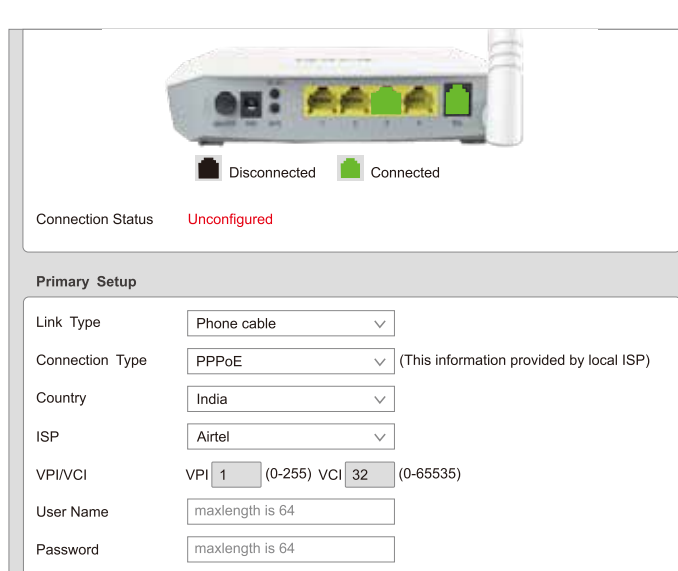 Disconnected Connected
Connection Status Unconfigured
Primary Setup
Link Type Phone cable
Connection Type PPPoE (This information provided by local ISP)
Country India
ISP Airtel
VPI/VCI VPI 1 (0-255) VCI 32 (0-65535)
User Name maxlength is 64
Password maxlength is 64